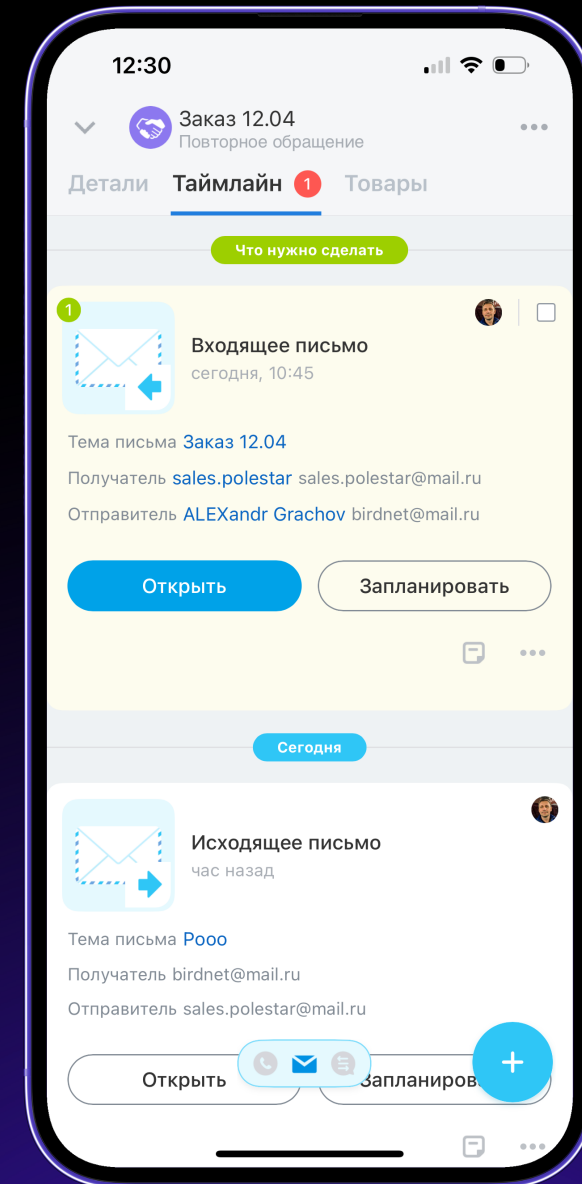 12:30
Заказ 12.04
Повторное обращение
Детали Таймлайн 1 Товары
Что нужно сделать
1
Входящее письмо
сегодня, 10:45
Тема письма Заказ 12.04
Получатель sales.polestar sales.polestar@mail.ru
Отправитель ALEXandr Grachov birdnet@mail.ru
Открыть Запланировать
Сегодня
Исходящее письмо
час назад
Тема письма Pooo
Получатель birdnet@mail.ru
Отправитель sales.polestar@mail.ru
Открыть Запланиров